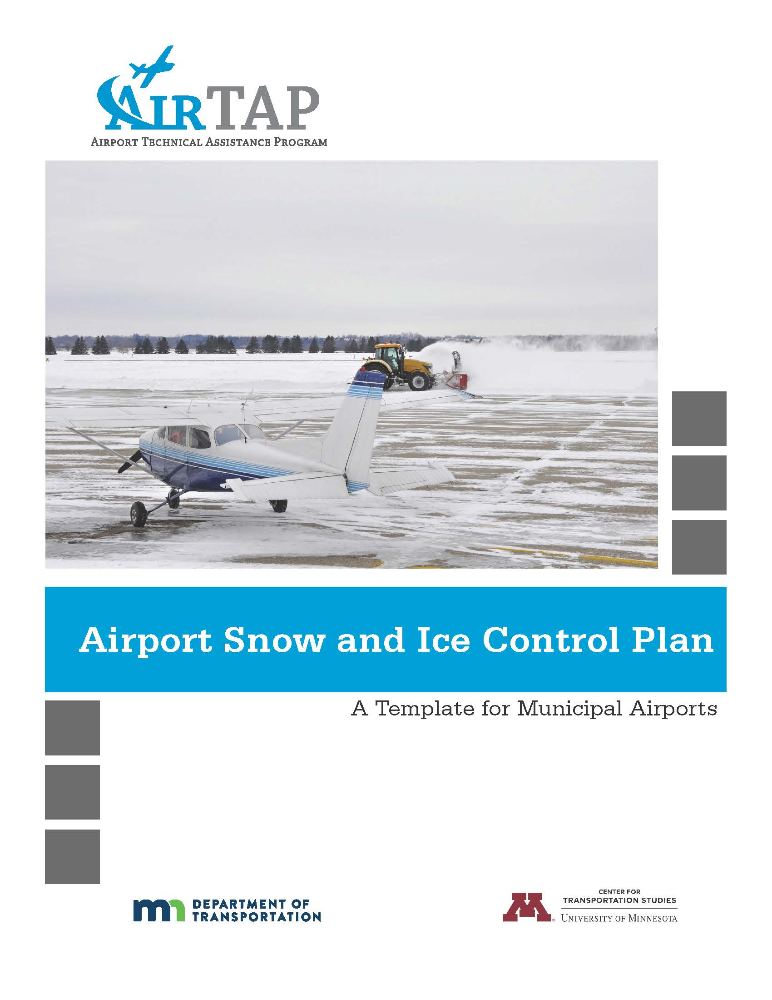 AIRTAP
AIRPORT TECHNICAL ASSISTANCE PROGRAM
Airport Snow and Ice Control Plan
A Template for Municipal Airports
mn DEPARTMENT OF
TRANSPORTATION
M®
CENTER FOR
TRANSPORTATION STUDIES
UNIVERSITY OF MINNESOTA